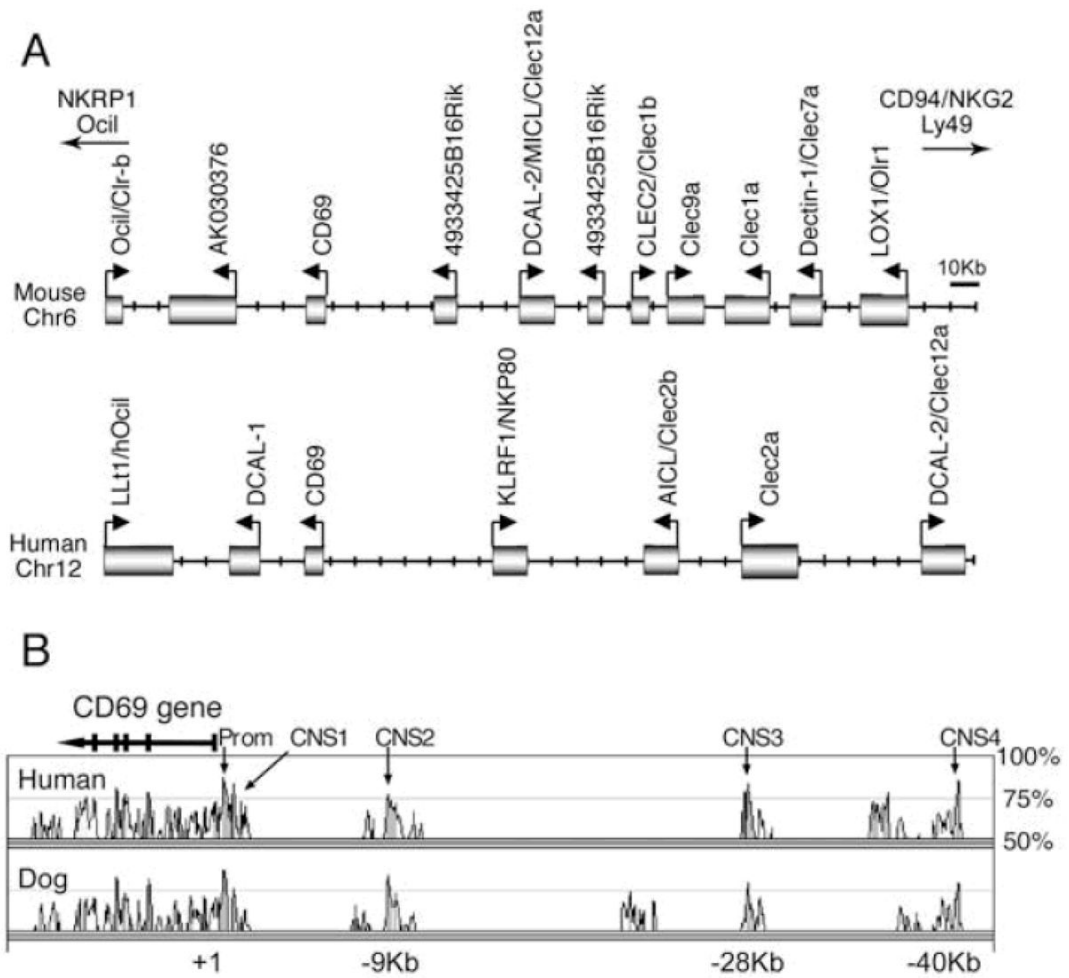 A
NKRP1
Ocil
CD94/NKG2
Ly49
Ocil/Clr-b
AK030376
CD69
4933425B16Rik
DCAL-2/MICL/Clec12a
4933425B16Rik
CLEC2/Clec1b
Clec9a
Clec1a
Dectin-1/Clec7a
LOX1/Olr1
10Kb
Mouse
Chr6
LLt1/hOcil
DCAL-1
CD69
KLRF1/NKP80
AICL/Clec2b
Clec2a
DCAL-2/Clec12a
Human
Chr12
B
CD69 gene
Prom CNS1 CNS2 CNS3 CNS4
100%
Human
75%
50%
Dog
+1 -9Kb -28Kb -40Kb